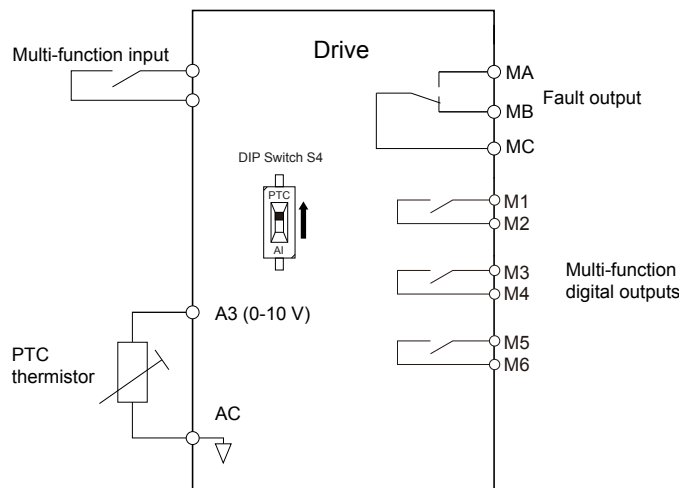 Multi-function input
Drive
MA
MB
Fault output
MC
DIP Switch S4
PTC
AI
M1
M2
M3
M4
Multi-function
digital outputs
M5
M6
A3 (0-10 V)
PTC
thermistor
AC